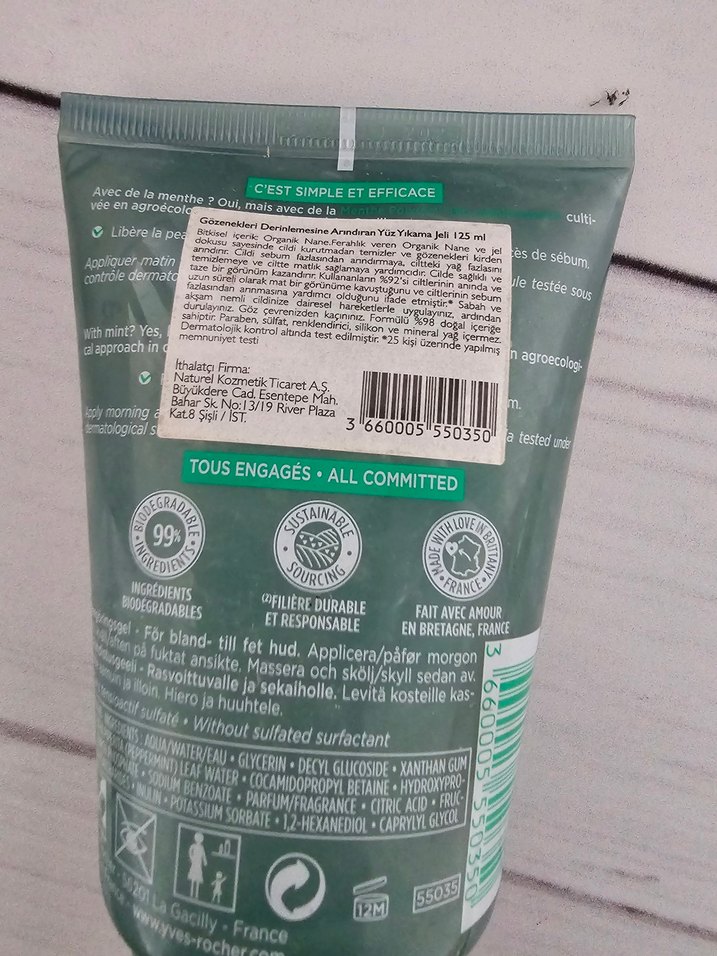 C'EST SIMPLE ET EFFICACE
Avec de la menthe ? Oui, mais avec de la culti-
vée en agroécolo
Libère la pea
cès de sébum.
Appliquer matin
ule testée sous
contrôle dermato
With mint? Yes,
n agroecologi-
cal approach in c
m.
Apply morning a
a tested under
dermatological s
Gözenekleri Derinlemesine Arındıran Yüz Yıkama Jeli 125 ml
Bitkisel içerik: Organik Nane.Ferahlık veren Organik Nane ve jel
dokusu sayesinde cildi kurutmadan temizler ve gözenekleri kirden
arındırır. Cildi sebum fazlasından arındırmaya, ciltteki yağ fazlasını
temizlemeye ve ciltte matlık sağlamaya yardımcıdır. Cilde sağlıklı ve
taze bir görünüm kazandırır. Kullananların %92'si ciltlerinin anında ve
uzun süreli olarak mat bir görünüme kavuştuğunu ve ciltlerinin sebum
fazlasından arınmasına yardımcı olduğunu ifade etmiştir.* Sabah ve
akşam nemli cildinize dairesel hareketlerle uygulayınız, ardından
durulayınız. Göz çevrenizden kaçınınız. Formülü %98 doğal içeriğe
sahiptir. Paraben, sülfat, renklendirici, silikon ve mineral yağ içermez.
Dermatolojik kontrol altında test edilmiştir. *25 kişi üzerinde yapılmış
memnuniyet testi
İthalatçı Firma:
Naturel Kozmetik Ticaret A.Ş.
Büyükdere Cad. Esentepe Mah.
Bahar Sk. No:13/19 River Plaza
Kat:8 Şişli / İST.
3 660005 550350
TOUS ENGAGÉS • ALL COMMITTED
BIODEGRADABLE
99%
INGREDIENTS
INGRÉDIENTS
BIODÉGRADABLES
SUSTAINABLE
SOURCING
(2)FILIÈRE DURABLE
ET RESPONSABLE
MADE WITH LOVE IN BRITTANY
FRANCE
FAIT AVEC AMOUR
EN BRETAGNE, FRANCE
gel - För bland- till fet hud. Applicera/påfør morgon
på fuktat ansikte. Massera och skölj/skyll sedan av.
- Rasvoittuvalle ja sekaiholle. Levitä kosteille kas-
ja illoin. Hiero ja huuhtele.
tensioactif sulfaté • Without sulfated surfactant
INGREDIENTS : AQUA/WATER/EAU • GLYCERIN • DECYL GLUCOSIDE • XANTHAN GUM
(PEPPERMINT) LEAF WATER • COCAMIDOPROPYL BETAINE • HYDROXYPRO-
• SODIUM BENZOATE • PARFUM/FRAGRANCE • CITRIC ACID • FRUC-
• INULIN • POTASSIUM SORBATE • 1,2-HEXANEDIOL • CAPRYLYL GLYCOL
12M
55035
- 56201 La Gacilly - France
www.yves-rocher.com
3 660005 550350